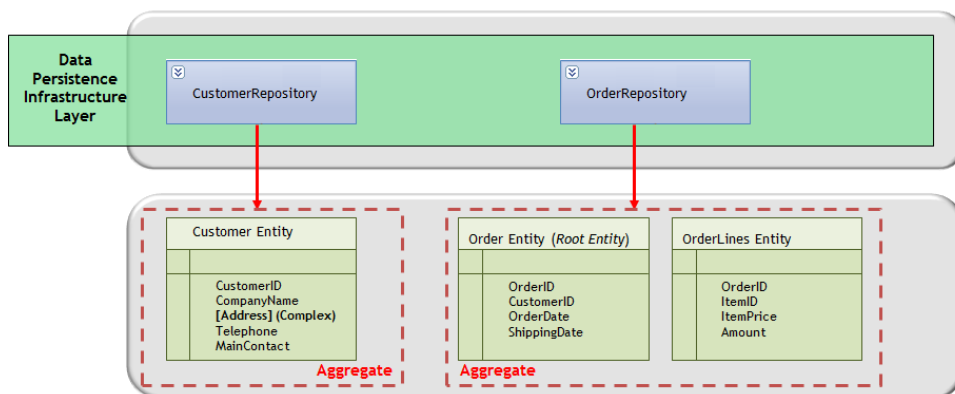 Data
Persistence
Infrastructure
Layer
CustomerRepository
OrderRepository
Customer Entity
CustomerID
CompanyName
[Address] (Complex)
Telephone
MainContact
Aggregate
Order Entity (Root Entity)
OrderID
CustomerID
OrderDate
ShippingDate
OrderLines Entity
OrderID
ItemID
ItemPrice
Amount
Aggregate